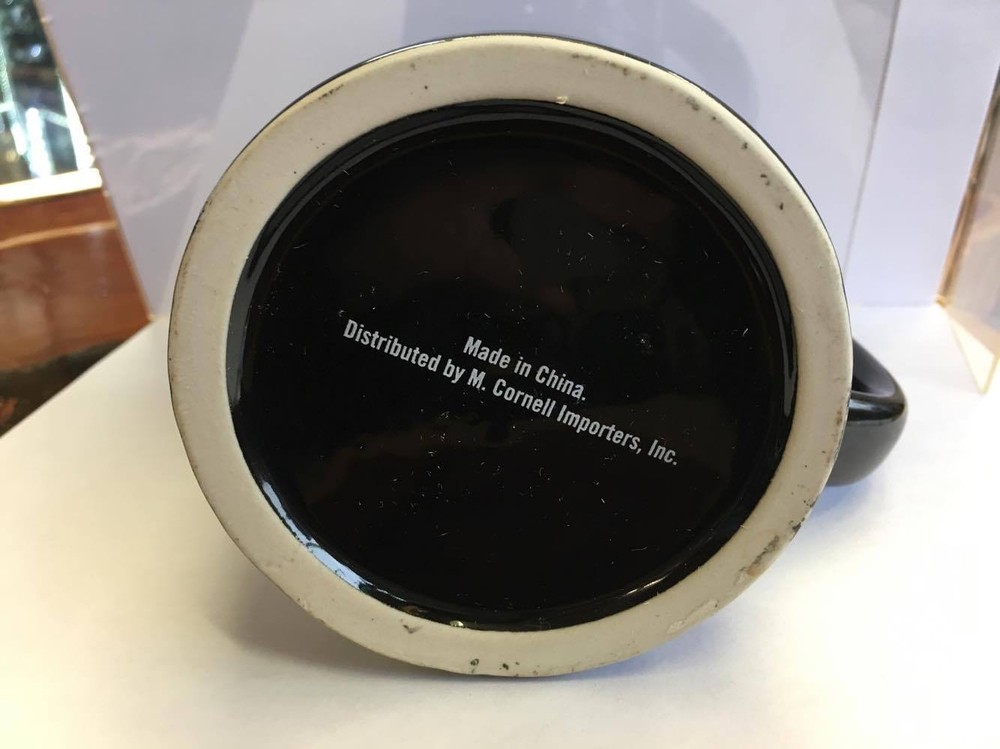 Made in China.
Distributed by M. Cornell Importers, Inc.